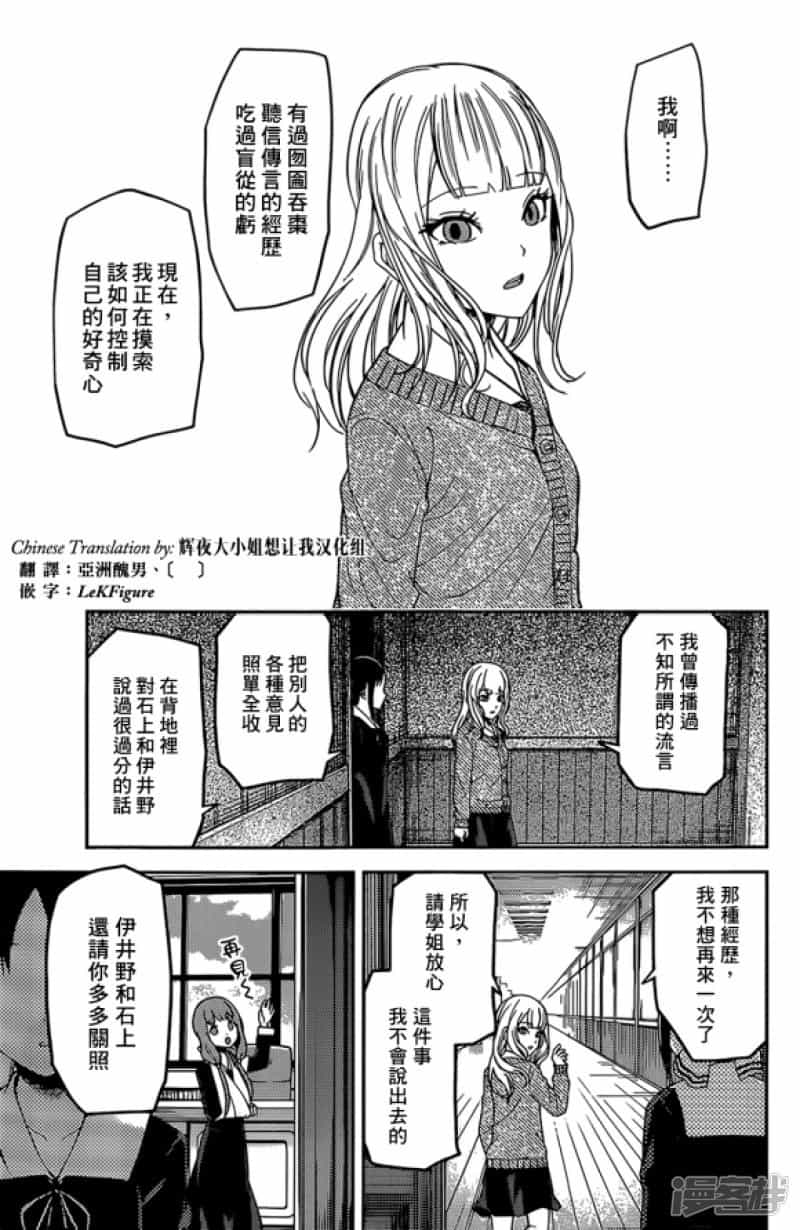 我啊……
有過囫圇吞棗
聽信傳言的經歷
吃過盲從的虧
現在，
我正在摸索
該如何控制
自己的好奇心
Chinese Translation by: 辉夜大小姐想让我汉化组
翻 譯：亞洲醜男、〔　〕
嵌 字：LeKFigure
我曾傳播過
不知所謂的流言
把別人的
各種意見
照單全收
在背地裡
對石上和伊井野
說過很過分的話
那種經歷，
我不想再來一次了
所以，
請學姐放心
這件事
我不會說出去的
再見～
伊井野和石上
還請你多多關照
漫客栈